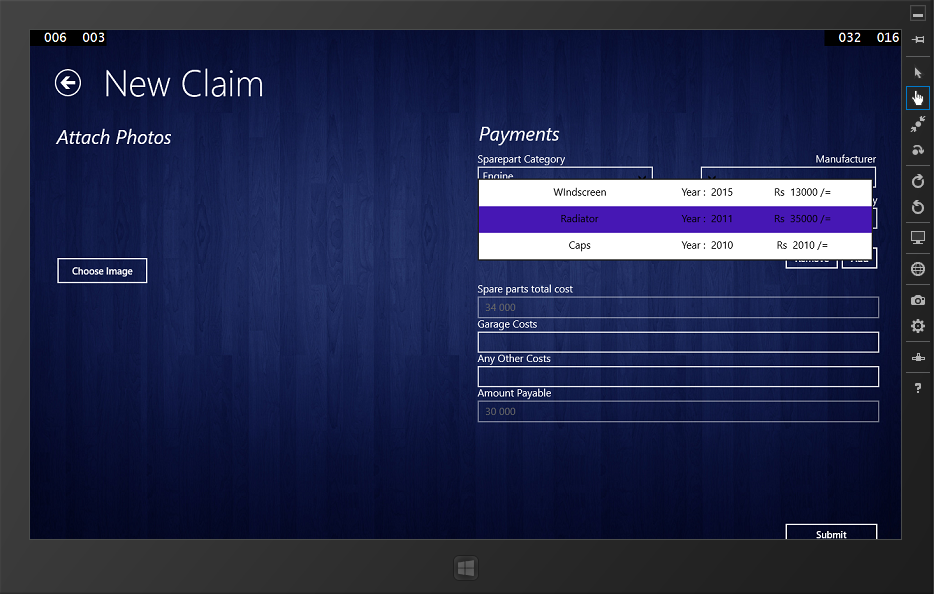 006 003 032 016
New Claim
Attach Photos
Payments
Sparepart Category Manufacturer
Engine
WIndscreen Year : 2015 Rs 13000 /=
Radiator Year : 2011 Rs 35000 /=
Caps Year : 2010 Rs 2010 /=
Choose Image
Spare parts total cost
34 000
Garage Costs
Any Other Costs
Amount Payable
30 000
Submit
?